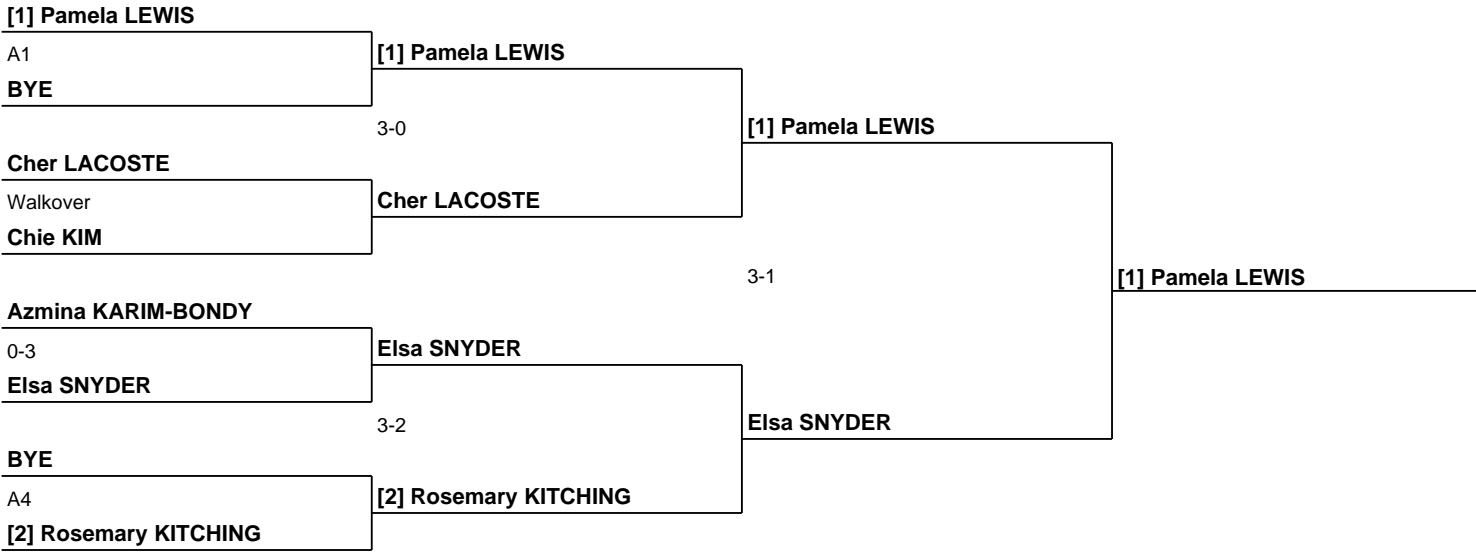 [1] Pamela LEWIS
A1
BYE
[1] Pamela LEWIS
3-0
Cher LACOSTE
Walkover
Chie KIM
Cher LACOSTE
[1] Pamela LEWIS
3-1
Azmina KARIM-BONDY
0-3
Elsa SNYDER
Elsa SNYDER
3-2
BYE
A4
[2] Rosemary KITCHING
[2] Rosemary KITCHING
Elsa SNYDER
[1] Pamela LEWIS